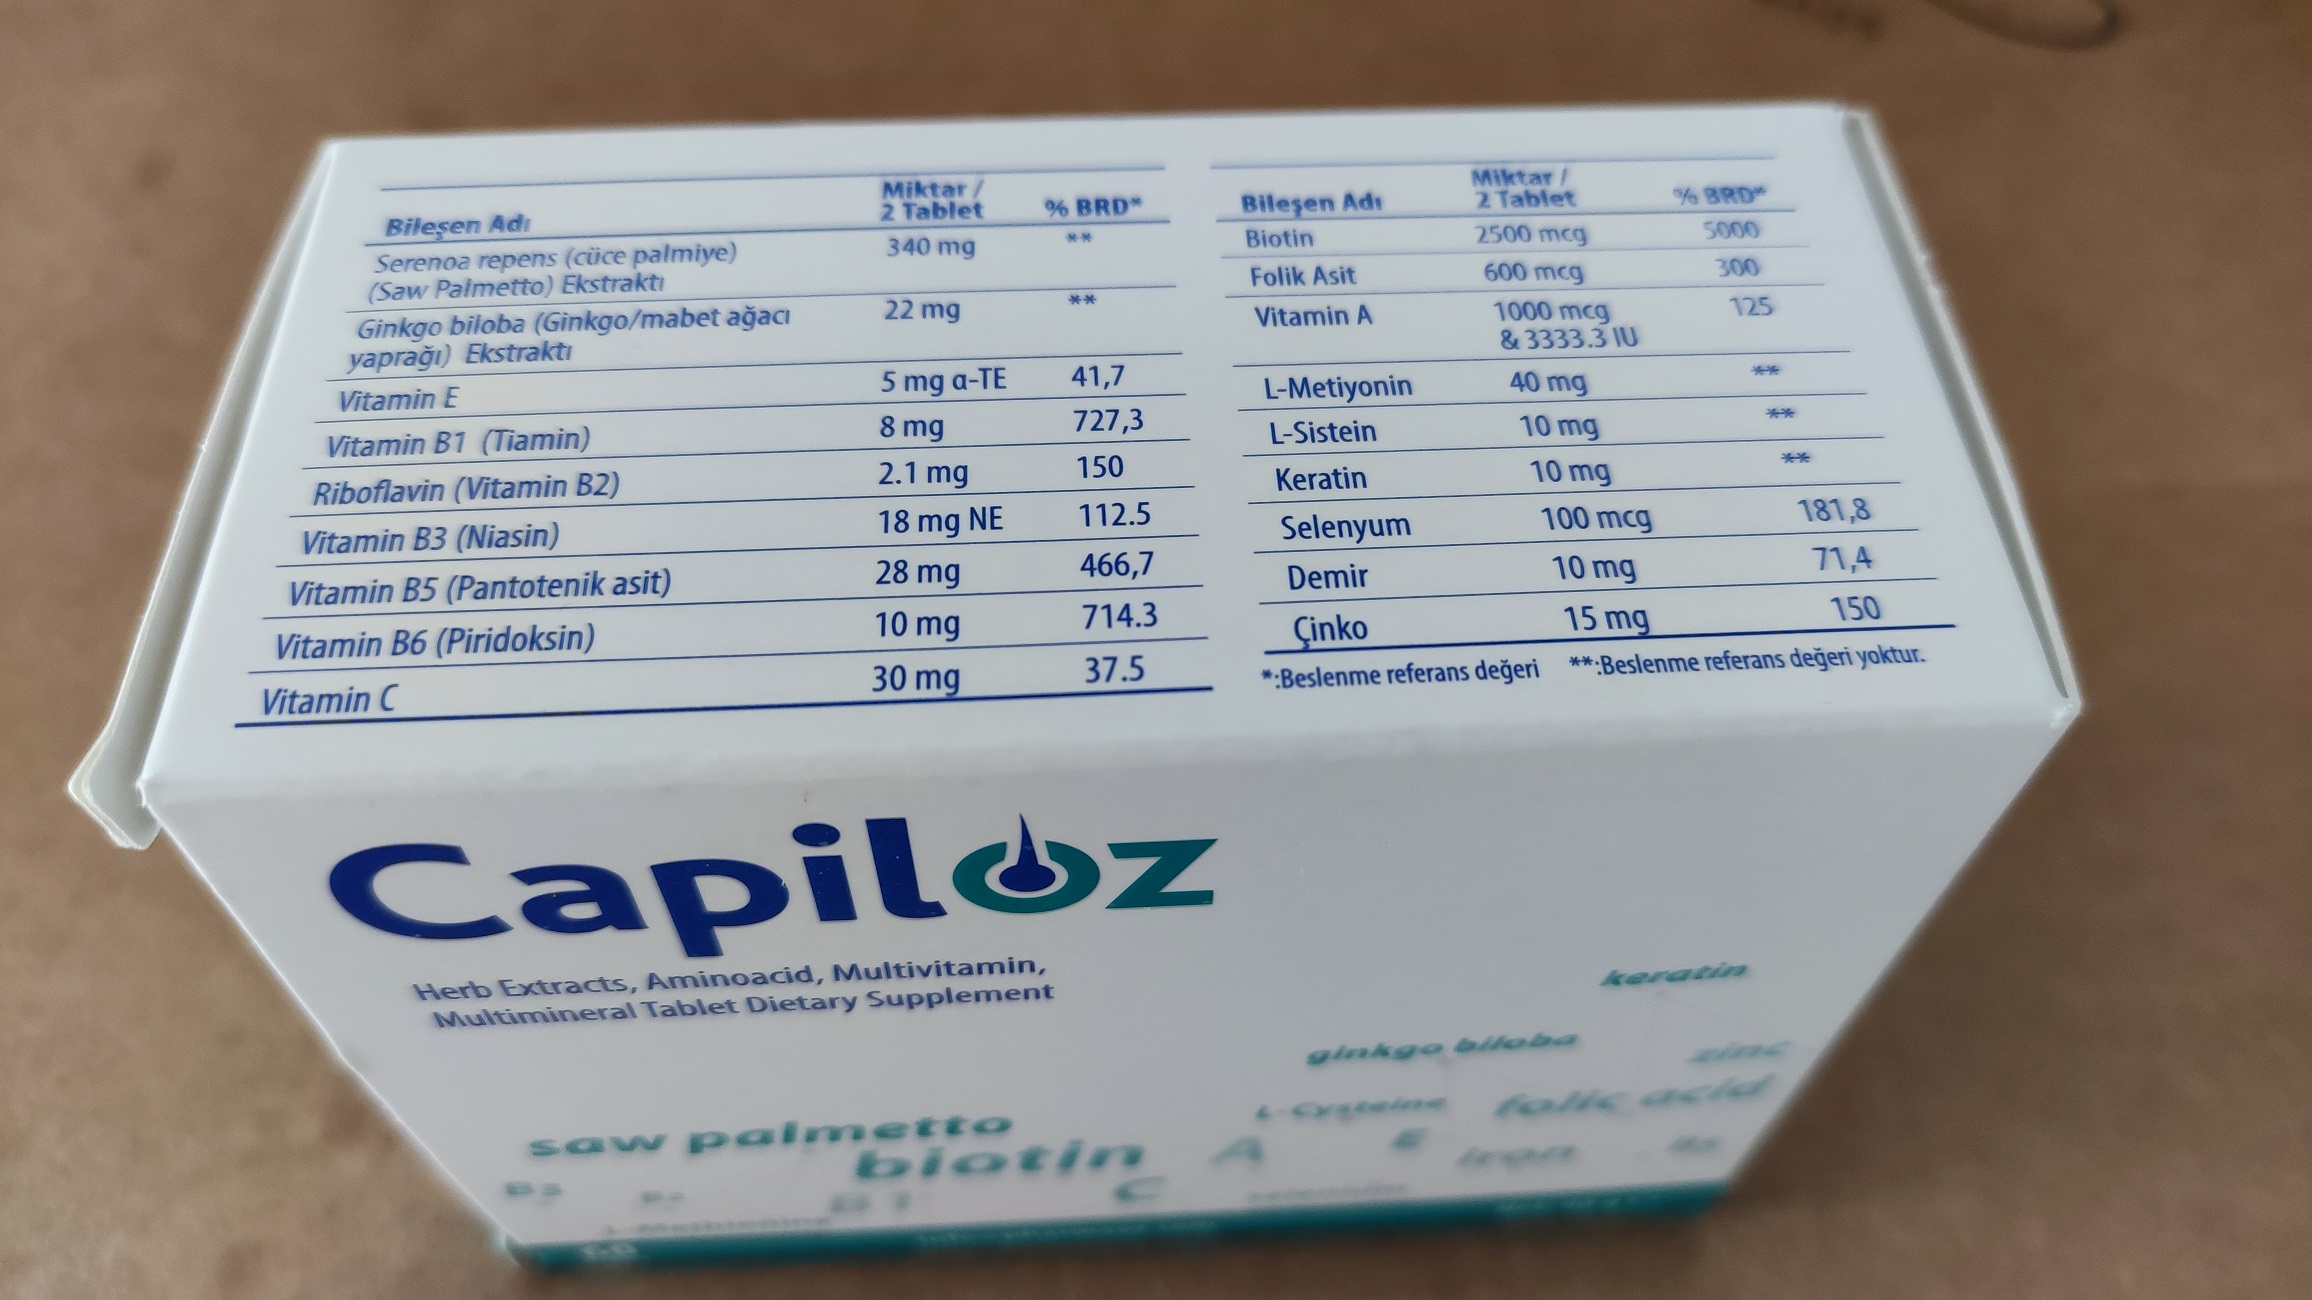 Bileşen Adı Miktar / 2 Tablet % BRD*
Serenoa repens (cüce palmiye) 340 mg **
(Saw Palmetto) Ekstraktı
Ginkgo biloba (Ginkgo/mabet ağacı 22 mg **
yaprağı) Ekstraktı
Vitamin E 5 mg α-TE 41,7
Vitamin B1 (Tiamin) 8 mg 727,3
Riboflavin (Vitamin B2) 2.1 mg 150
Vitamin B3 (Niasin) 18 mg NE 112.5
Vitamin B5 (Pantotenik asit) 28 mg 466,7
Vitamin B6 (Piridoksin) 10 mg 714.3
Vitamin C 30 mg 37.5
Bileşen Adı Miktar / 2 Tablet % BRD*
Biotin 2500 mcg 5000
Folik Asit 600 mcg 300
Vitamin A 1000 mcg 125
& 3333.3 IU
L-Metiyonin 40 mg **
L-Sistein 10 mg **
Keratin 10 mg **
Selenyum 100 mcg 181,8
Demir 10 mg 71,4
Çinko 15 mg 150
*:Beslenme referans değeri **:Beslenme referans değeri yoktur.
Capiloz
Herb Extracts, Aminoacid, Multivitamin,
Multimineral Tablet Dietary Supplement
keratin
ginkgo biloba zinc
L-Cysteine folic acid
saw palmetto
biotin A E iron
B1 C
L-Methionine
60